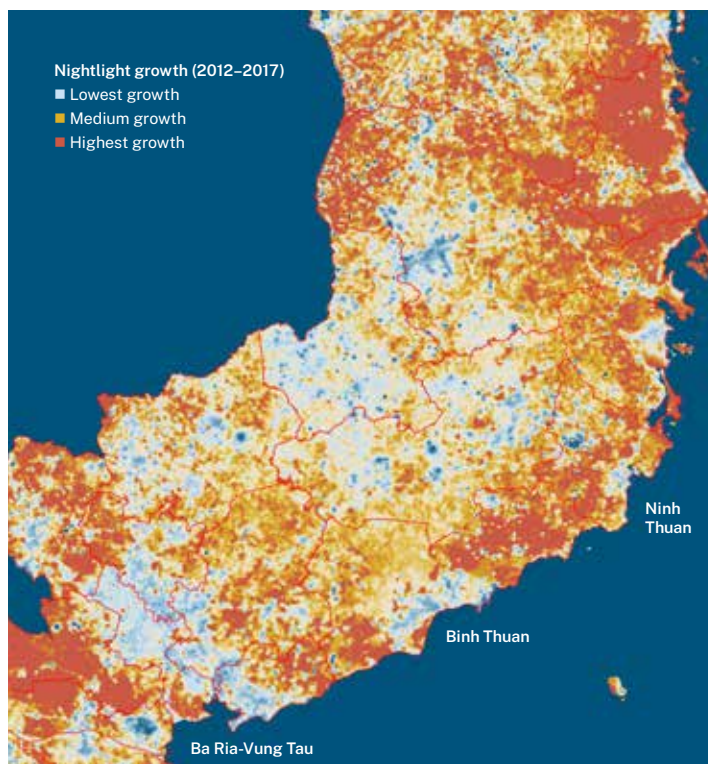 Nightlight growth (2012–2017)
Lowest growth
Medium growth
Highest growth
Ninh
Thuan
Binh Thuan
Ba Ria-Vung Tau